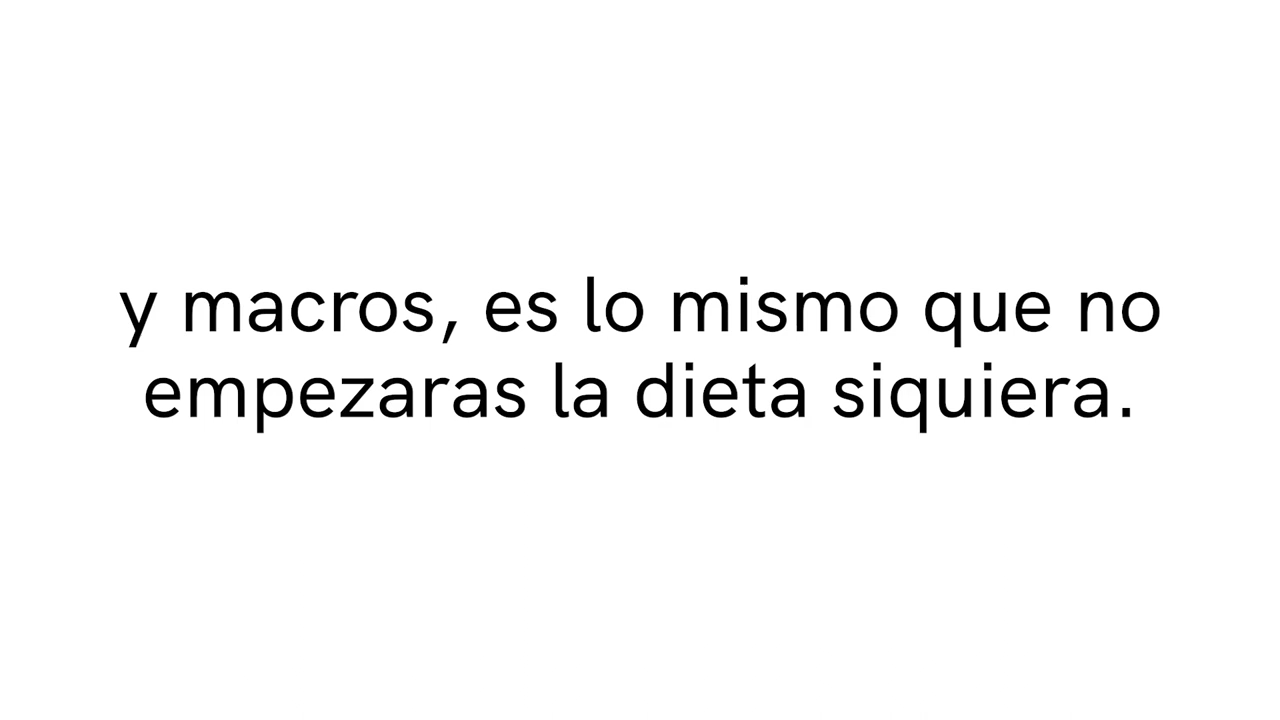 y macros, es lo mismo que no
empezaras la dieta siquiera.